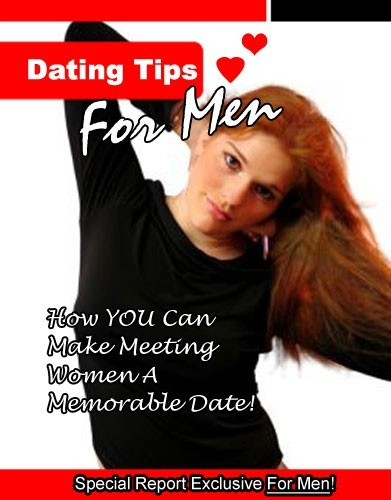 Dating Tips
For Men
How YOU Can
Make Meeting
Women A
Memorable Date!
Special Report Exclusive For Men!